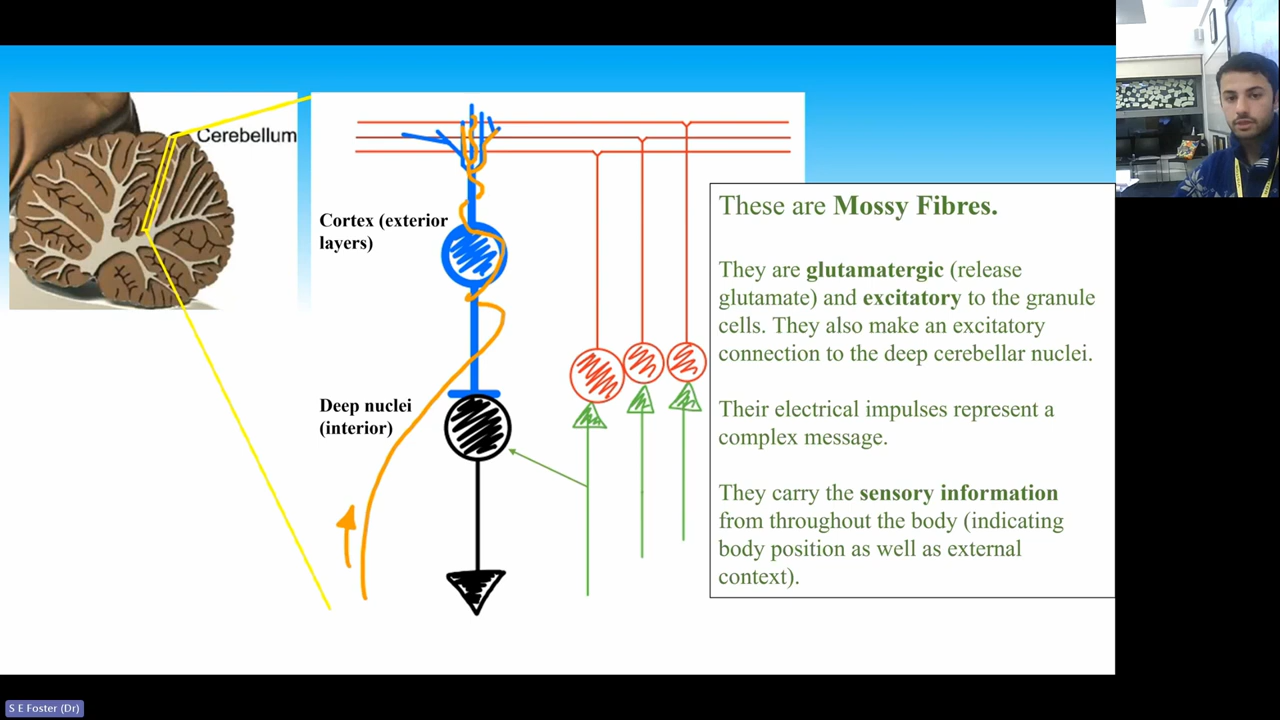 Cerebellum
Cortex (exterior
layers)
Deep nuclei
(interior)
These are Mossy Fibres.
They are glutamatergic (release
glutamate) and excitatory to the granule
cells. They also make an excitatory
connection to the deep cerebellar nuclei.
Their electrical impulses represent a
complex message.
They carry the sensory information
from throughout the body (indicating
body position as well as external
context).
S E Foster (Dr)